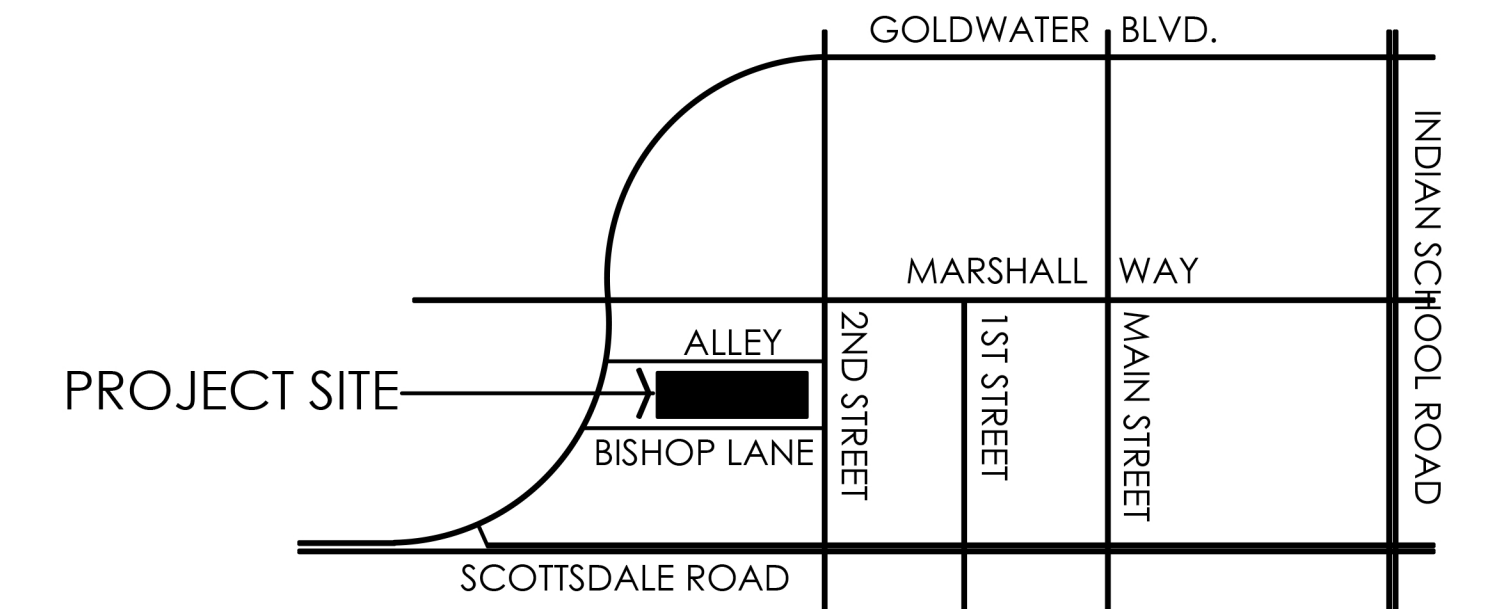 GOLDWATER BLVD.
INDIAN SCHOOL ROAD
MARSHALL WAY
2ND STREET
1ST STREET
MAIN STREET
ALLEY
PROJECT SITE
BISHOP LANE
SCOTTSDALE ROAD